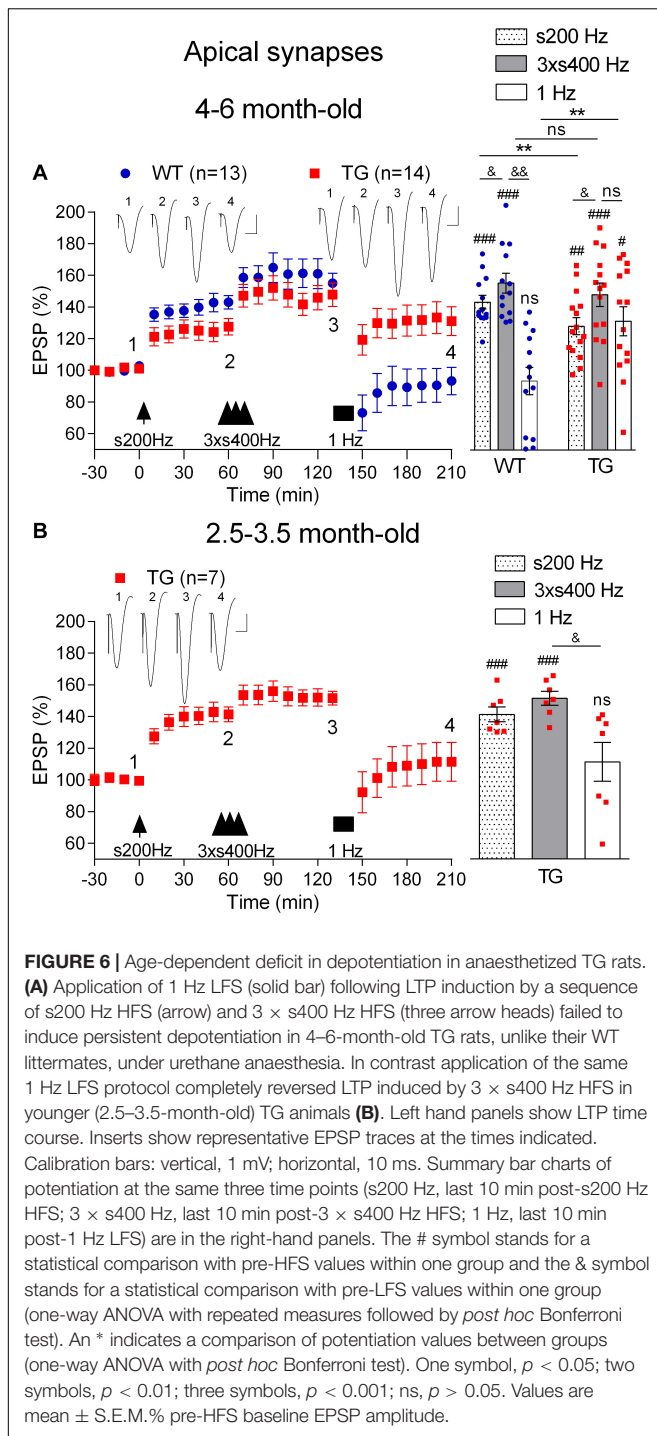 Apical synapses
4-6 month-old
s200 Hz
3xs400 Hz
1 Hz
A
WT (n=13)
TG (n=14)
1 2 3 4
1 2 3 4
200
180
160
140
120
100
80
60
EPSP (%)
1
2
3
4
s200Hz
3xs400Hz
1 Hz
-30 0 30 60 90 120 150 180 210
Time (min)
**
ns
**
& &&
& ns
###
###
ns
##
###
#
WT
TG
B
2.5-3.5 month-old
TG (n=7)
1 2 3 4
200
180
160
140
120
100
80
60
EPSP (%)
1
2
3
4
s200Hz
3xs400Hz
1 Hz
-30 0 30 60 90 120 150 180 210
Time (min)
s200 Hz
3xs400 Hz
1 Hz
&
###
###
ns
TG
FIGURE 6 | Age-dependent deficit in depotentiation in anaesthetized TG rats.
(A) Application of 1 Hz LFS (solid bar) following LTP induction by a sequence
of s200 Hz HFS (arrow) and 3 × s400 Hz HFS (three arrow heads) failed to
induce persistent depotentiation in 4–6-month-old TG rats, unlike their WT
littermates, under urethane anaesthesia. In contrast application of the same
1 Hz LFS protocol completely reversed LTP induced by 3 × s400 Hz HFS in
younger (2.5–3.5-month-old) TG animals (B). Left hand panels show LTP time
course. Inserts show representative EPSP traces at the times indicated.
Calibration bars: vertical, 1 mV; horizontal, 10 ms. Summary bar charts of
potentiation at the same three time points (s200 Hz, last 10 min post-s200 Hz
HFS; 3 × s400 Hz, last 10 min post-3 × s400 Hz HFS; 1 Hz, last 10 min
post-1 Hz LFS) are in the right-hand panels. The # symbol stands for a
statistical comparison with pre-HFS values within one group and the & symbol
stands for a statistical comparison with pre-LFS values within one group
(one-way ANOVA with repeated measures followed by post hoc Bonferroni
test). An * indicates a comparison of potentiation values between groups
(one-way ANOVA with post hoc Bonferroni test). One symbol, p < 0.05; two
symbols, p < 0.01; three symbols, p < 0.001; ns, p > 0.05. Values are
mean ± S.E.M.% pre-HFS baseline EPSP amplitude.